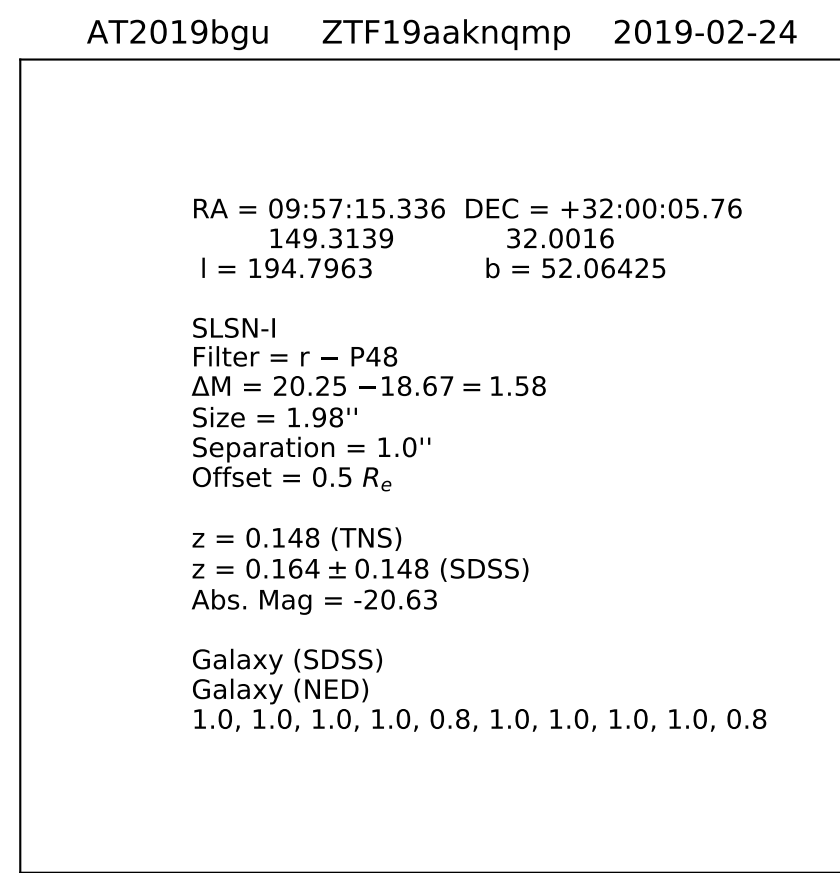 AT2019bgu ZTF19aaknqmp 2019-02-24
RA = 09:57:15.336 DEC = +32:00:05.76
149.3139 32.0016
l = 194.7963 b = 52.06425
SLSN-I
Filter = r − P48
ΔM = 20.25 −18.67 = 1.58
Size = 1.98''
Separation = 1.0''
Offset = 0.5 Re
z = 0.148 (TNS)
z = 0.164 ± 0.148 (SDSS)
Abs. Mag = -20.63
Galaxy (SDSS)
Galaxy (NED)
1.0, 1.0, 1.0, 1.0, 0.8, 1.0, 1.0, 1.0, 1.0, 0.8